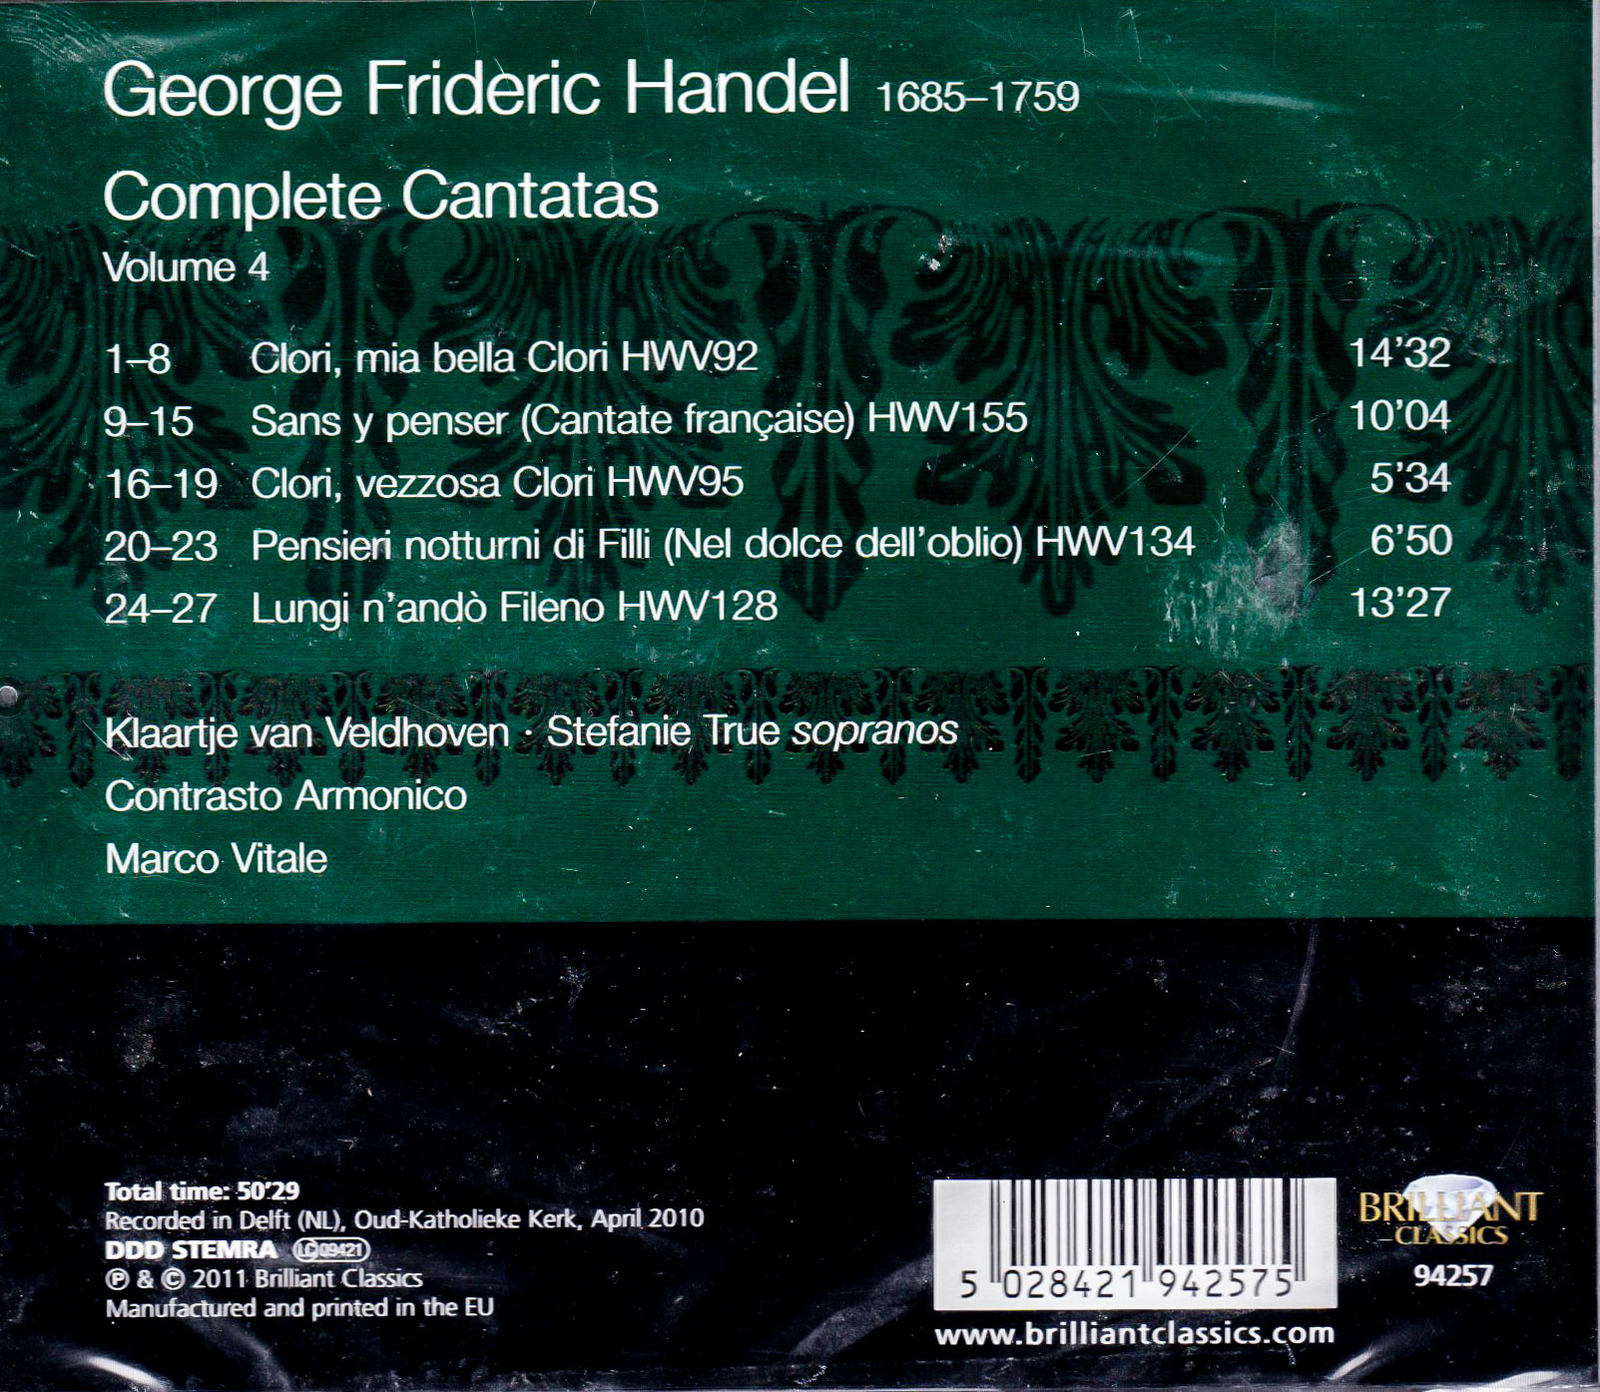 George Frideric Handel 1685–1759
Complete Cantatas
Volume 4
1–8 Clori, mia bella Clori HWV92 14'32
9–15 Sans y penser (Cantate française) HWV155 10'04
16–19 Clori, vezzosa Clori HWV95 5'34
20–23 Pensieri notturni di Filli (Nel dolce dell'oblio) HWV134 6'50
24–27 Lungi n'andò Fileno HWV128 13'27
Klaartje van Veldhoven · Stefanie True sopranos
Contrasto Armonico
Marco Vitale
Total time: 50'29
Recorded in Delft (NL), Oud-Katholieke Kerk, April 2010
DDD STEMRA LC 09421
℗ & © 2011 Brilliant Classics
Manufactured and printed in the EU
5 028421 942575
www.brilliantclassics.com
BRILLIANT
CLASSICS
94257